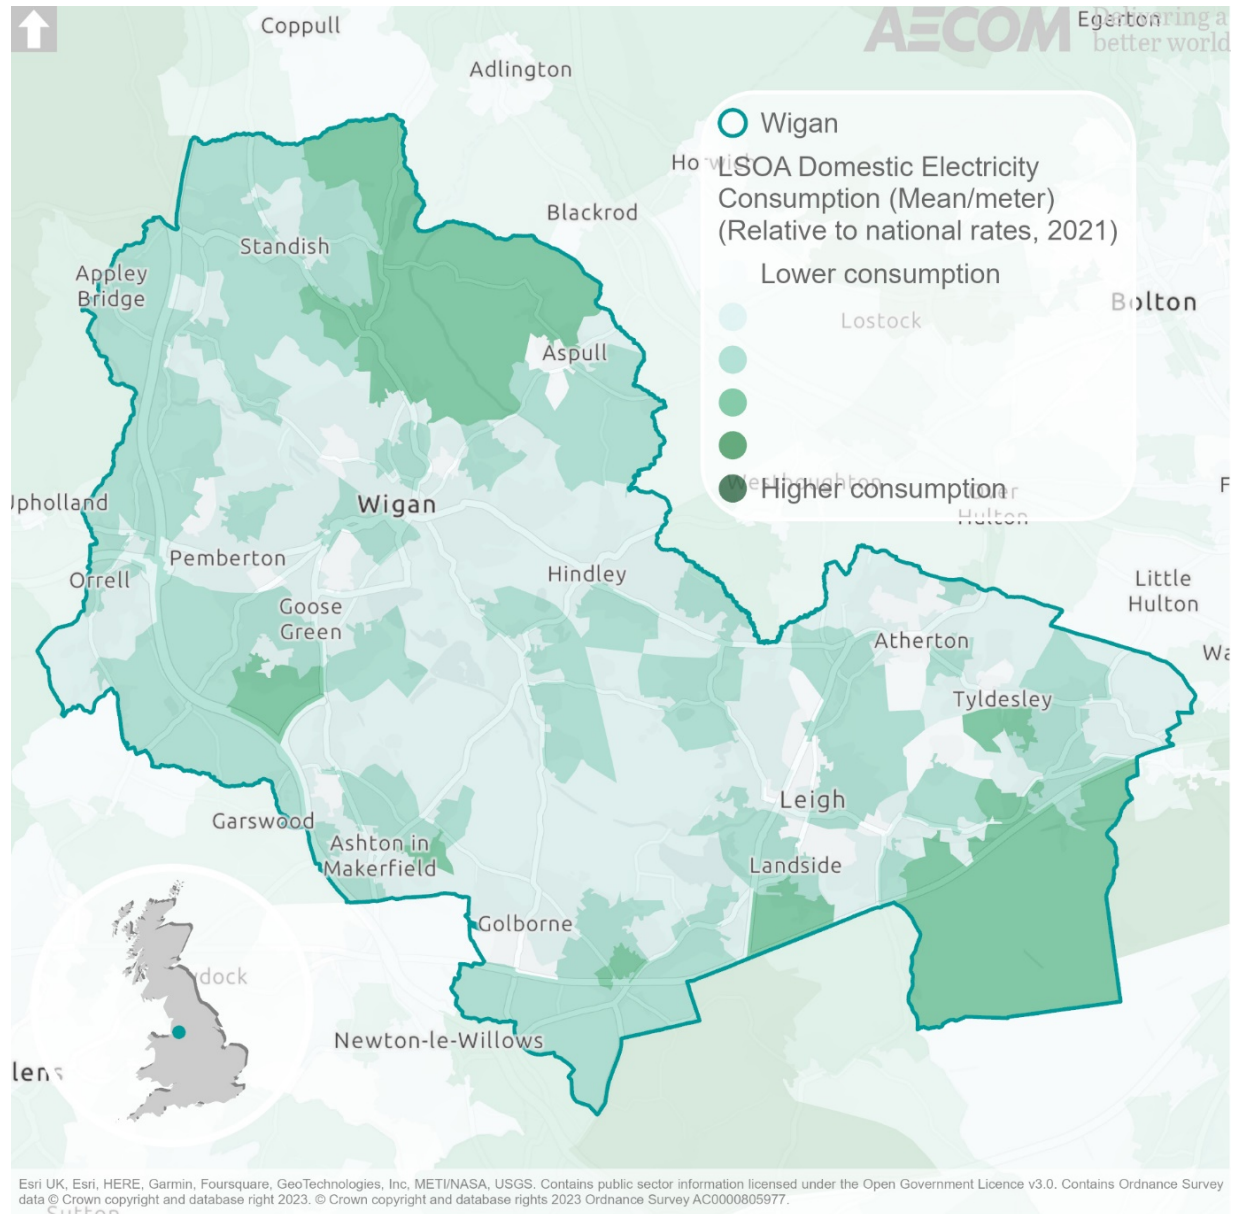 Coppull
AECOM
Delivering a
better world
Egerton
Adlington
Wigan
LSOA Domestic Electricity
Consumption (Mean/meter)
(Relative to national rates, 2021)
Lower consumption
Higher consumption
Blackrod
Standish
Appley
Bridge
Bolton
Lostock
Aspull
Upholland
Wigan
Pemberton
Orrell
Hindley
Goose
Green
Little
Hulton
Atherton
Tyldesley
Leigh
Garswood
Ashton in
Makerfield
Landside
Golborne
Newton-le-Willows
Esri UK, Esri, HERE, Garmin, Foursquare, GeoTechnologies, Inc, METI/NASA, USGS. Contains public sector information licensed under the Open Government Licence v3.0. Contains Ordnance Survey
data © Crown copyright and database right 2023. © Crown copyright and database rights 2023 Ordnance Survey AC0000805977.